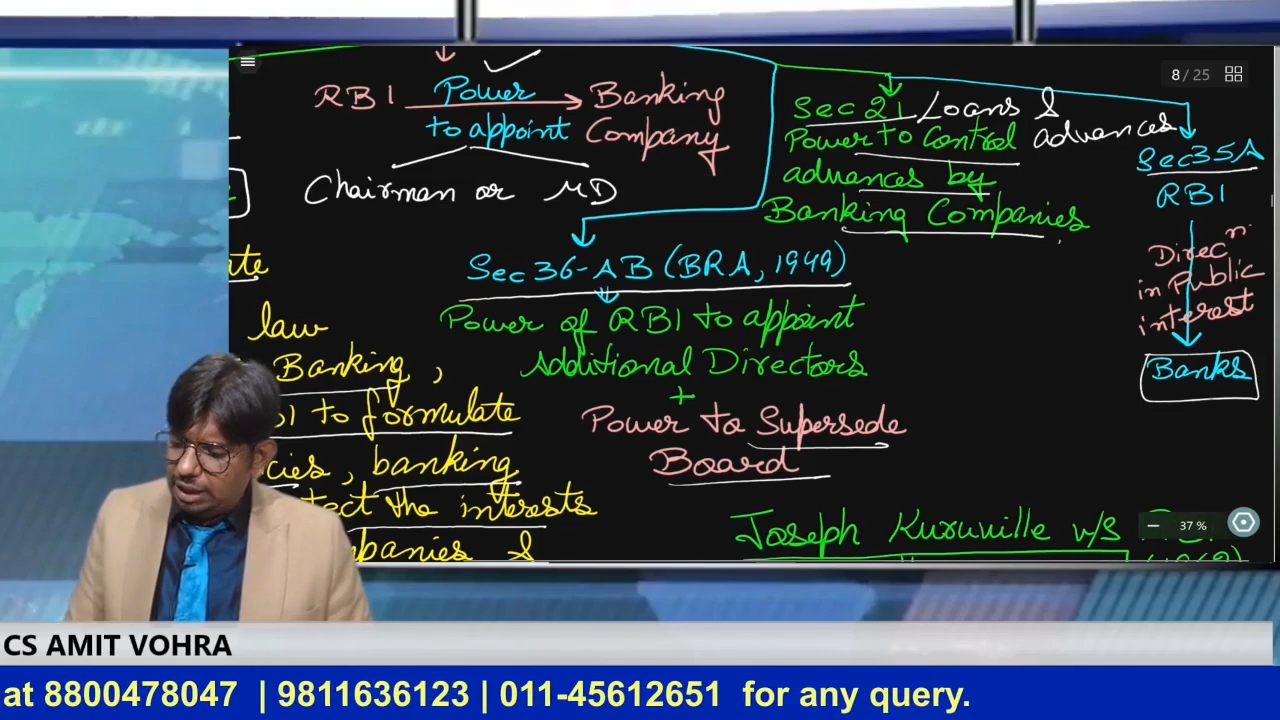 8 / 25
RBI Power Banking
to appoint Company
Chairman or MD
Sec 21 Loans &
Power to Control advances
advances by
Banking Companies
Sec 35A
RBI
Direcⁿ
in Public
interest
Banks
Sec 36-AB (BRA, 1949)
Power of RBI to appoint
Additional Directors
+
Power to Supersede
Board
law
Banking,
to formulate
banking
the interests
&
Joseph Kuruville v/s
37 %
CS AMIT VOHRA
at 8800478047 | 9811636123 | 011-45612651 for any query.